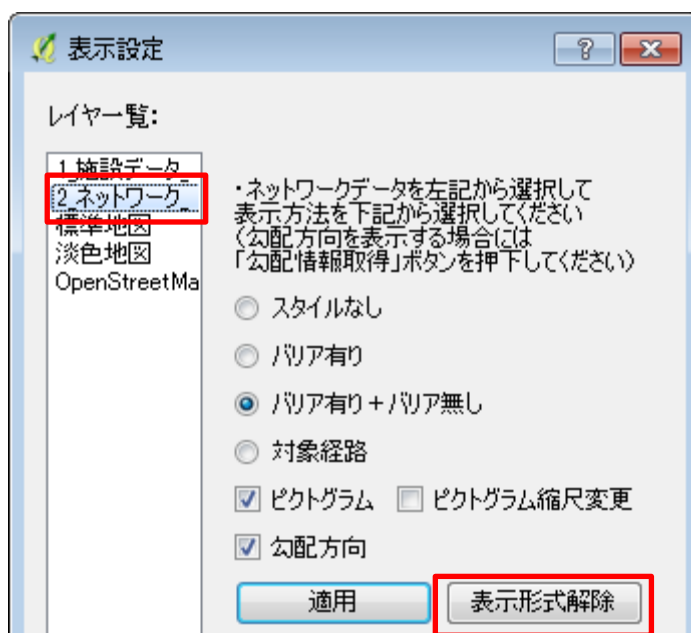 表示設定
レイヤ一覧:
1_施設データ_
2_ネットワーク_
標準地図
淡色地図
OpenStreetMa
・ネットワークデータを左記から選択して
表示方法を下記から選択してください
（勾配方向を表示する場合には
「勾配情報取得」ボタンを押下してください）
スタイルなし
バリア有り
バリア有り＋バリア無し
対象経路
ピクトグラム ピクトグラム縮尺変更
勾配方向
適用 表示形式解除